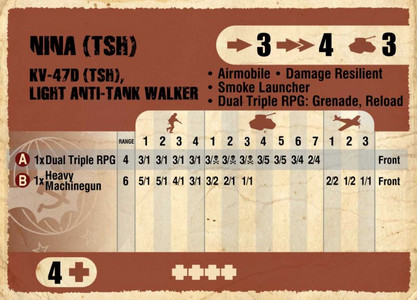 NINA (TSH)
3 4 3
KV-47D (TSH),
LIGHT ANTI-TANK WALKER
• Airmobile • Damage Resilient
• Smoke Launcher
• Dual Triple RPG: Grenade, Reload
RANGE 1 2 3 4 1 2 3 4 5 6 7 1 2 3
A 1x Dual Triple RPG 4 3/1 3/1 3/1 3/1 3/ 3/ 3/ 3/4 3/5 3/5 3/4 2/4 Front
B 1x Heavy Machinegun 6 5/1 5/1 4/1 3/1 3/2 2/1 1/1 2/2 1/2 1/1 Front
4